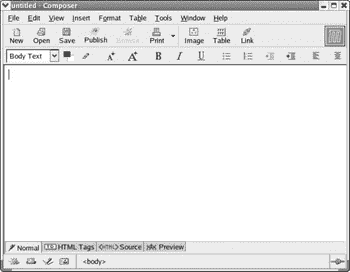 untitled - Composer
File Edit View Insert Format Table Tools Window Help
New Open Save Publish Browse Print Image Table Link
Body Text B I U
Normal HTML Tags <HTML> Source Preview
<body>